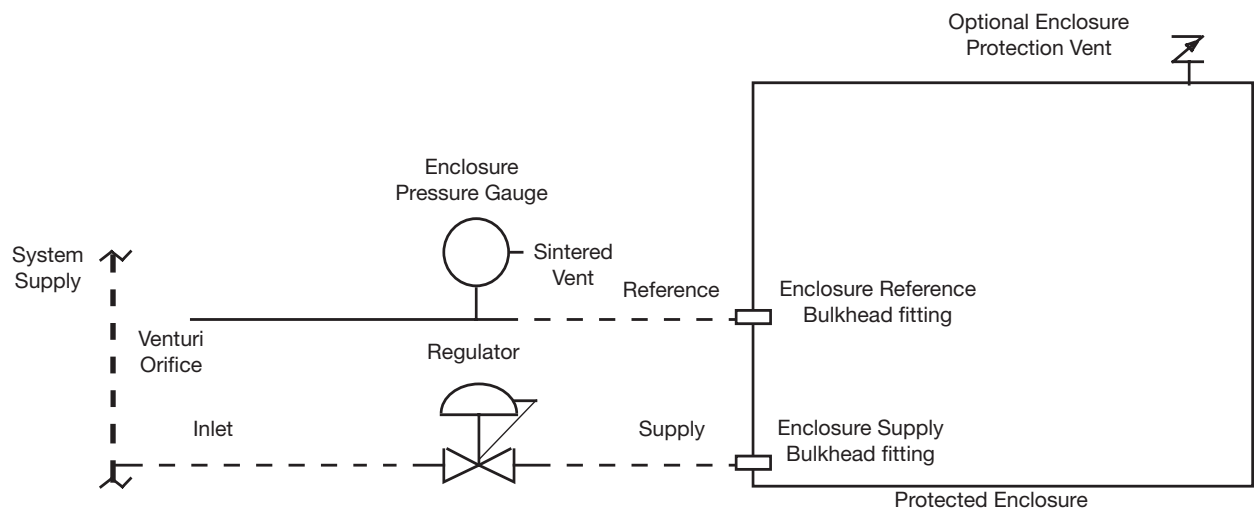 Optional Enclosure
Protection Vent
Enclosure
Pressure Gauge
System
Supply
Sintered
Vent
Reference
Enclosure Reference
Bulkhead fitting
Venturi
Orifice
Regulator
Inlet
Supply
Enclosure Supply
Bulkhead fitting
Protected Enclosure